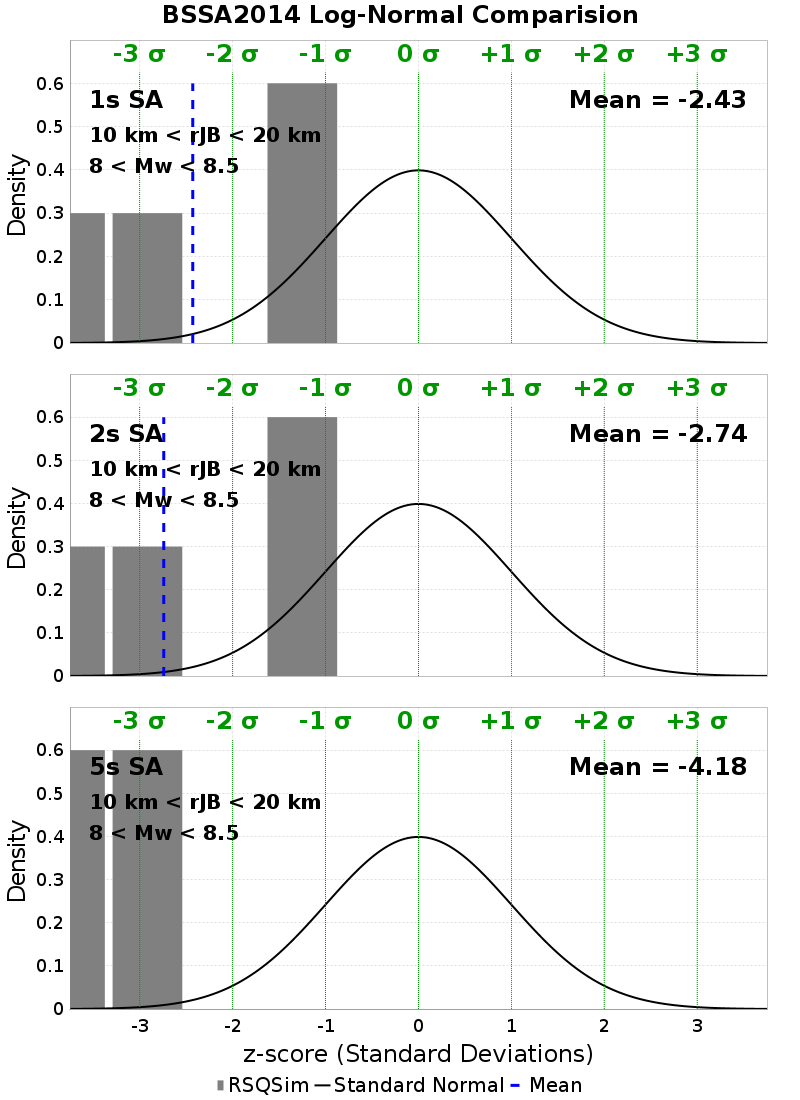 BSSA2014 Log-Normal Comparision
-3 σ -2 σ -1 σ 0 σ +1 σ +2 σ +3 σ
0.6
1s SA
Mean = -2.43
0.5
10 km < rJB < 20 km
0.4
8 < Mw < 8.5
0.3
0.2
0.1
0
Density
-3 σ -2 σ -1 σ 0 σ +1 σ +2 σ +3 σ
0.6
2s SA
Mean = -2.74
0.5
10 km < rJB < 20 km
0.4
8 < Mw < 8.5
0.3
0.2
0.1
0
Density
-3 σ -2 σ -1 σ 0 σ +1 σ +2 σ +3 σ
0.6
5s SA
Mean = -4.18
0.5
10 km < rJB < 20 km
0.4
8 < Mw < 8.5
0.3
0.2
0.1
0
Density
-3 -2 -1 0 1 2 3
z-score (Standard Deviations)
RSQSim Standard Normal Mean